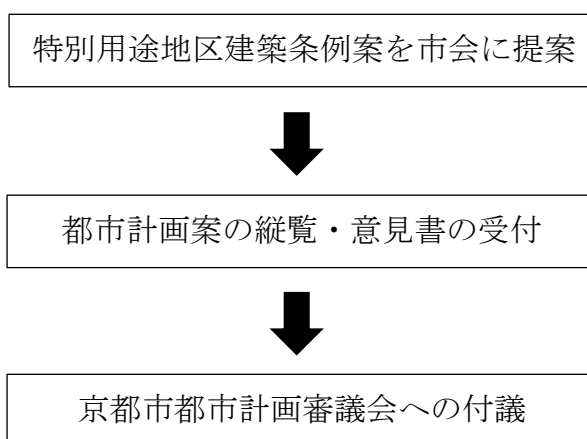 特別用途地区建築条例案を市会に提案
都市計画案の縦覧・意見書の受付
京都市都市計画審議会への付議